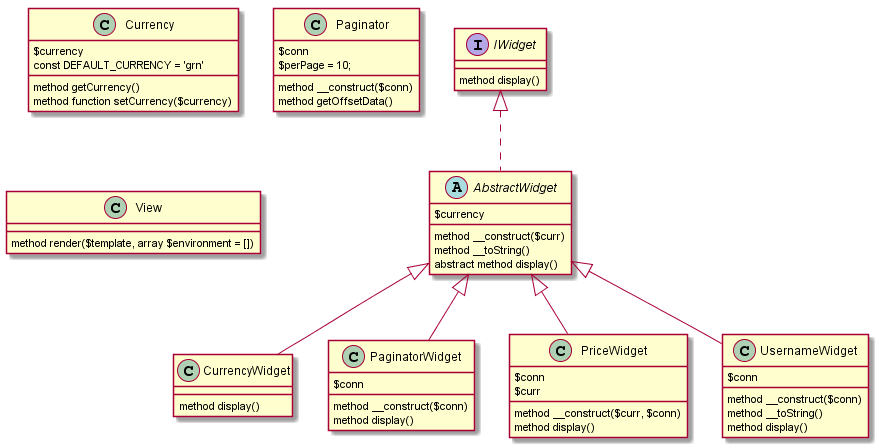 C Currency
$currency
const DEFAULT_CURRENCY = 'grn'
method getCurrency()
method function setCurrency($currency)
C Paginator
$conn
$perPage = 10;
method __construct($conn)
method getOffsetData()
I IWidget
method display()
C View
method render($template, array $environment = [])
A AbstractWidget
$currency
method __construct($curr)
method __toString()
abstract method display()
C CurrencyWidget
method display()
C PaginatorWidget
$conn
method __construct($conn)
method display()
C PriceWidget
$conn
$curr
method __construct($curr, $conn)
method display()
C UsernameWidget
$conn
method __construct($conn)
method __toString()
method display()